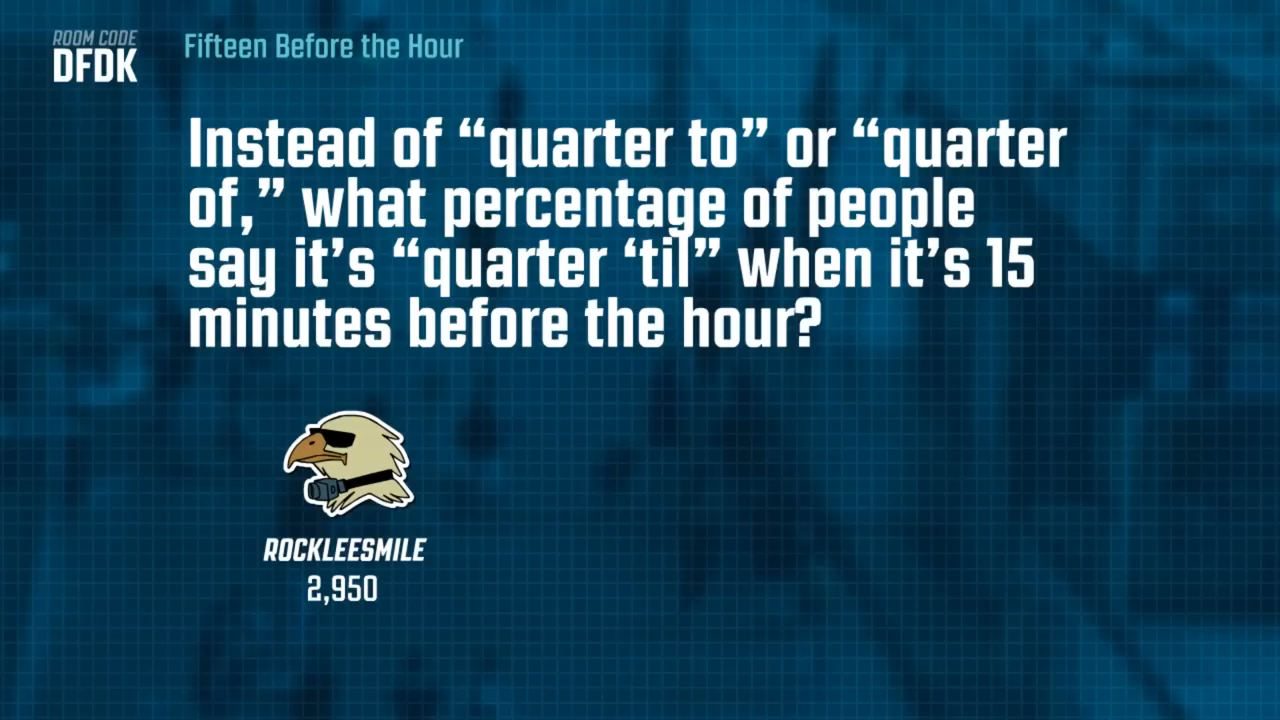 ROOM CODE
DFDK
Fifteen Before the Hour
Instead of “quarter to” or “quarter
of,” what percentage of people
say it’s “quarter ‘til” when it’s 15
minutes before the hour?
ROCKLEESMILE
2,950